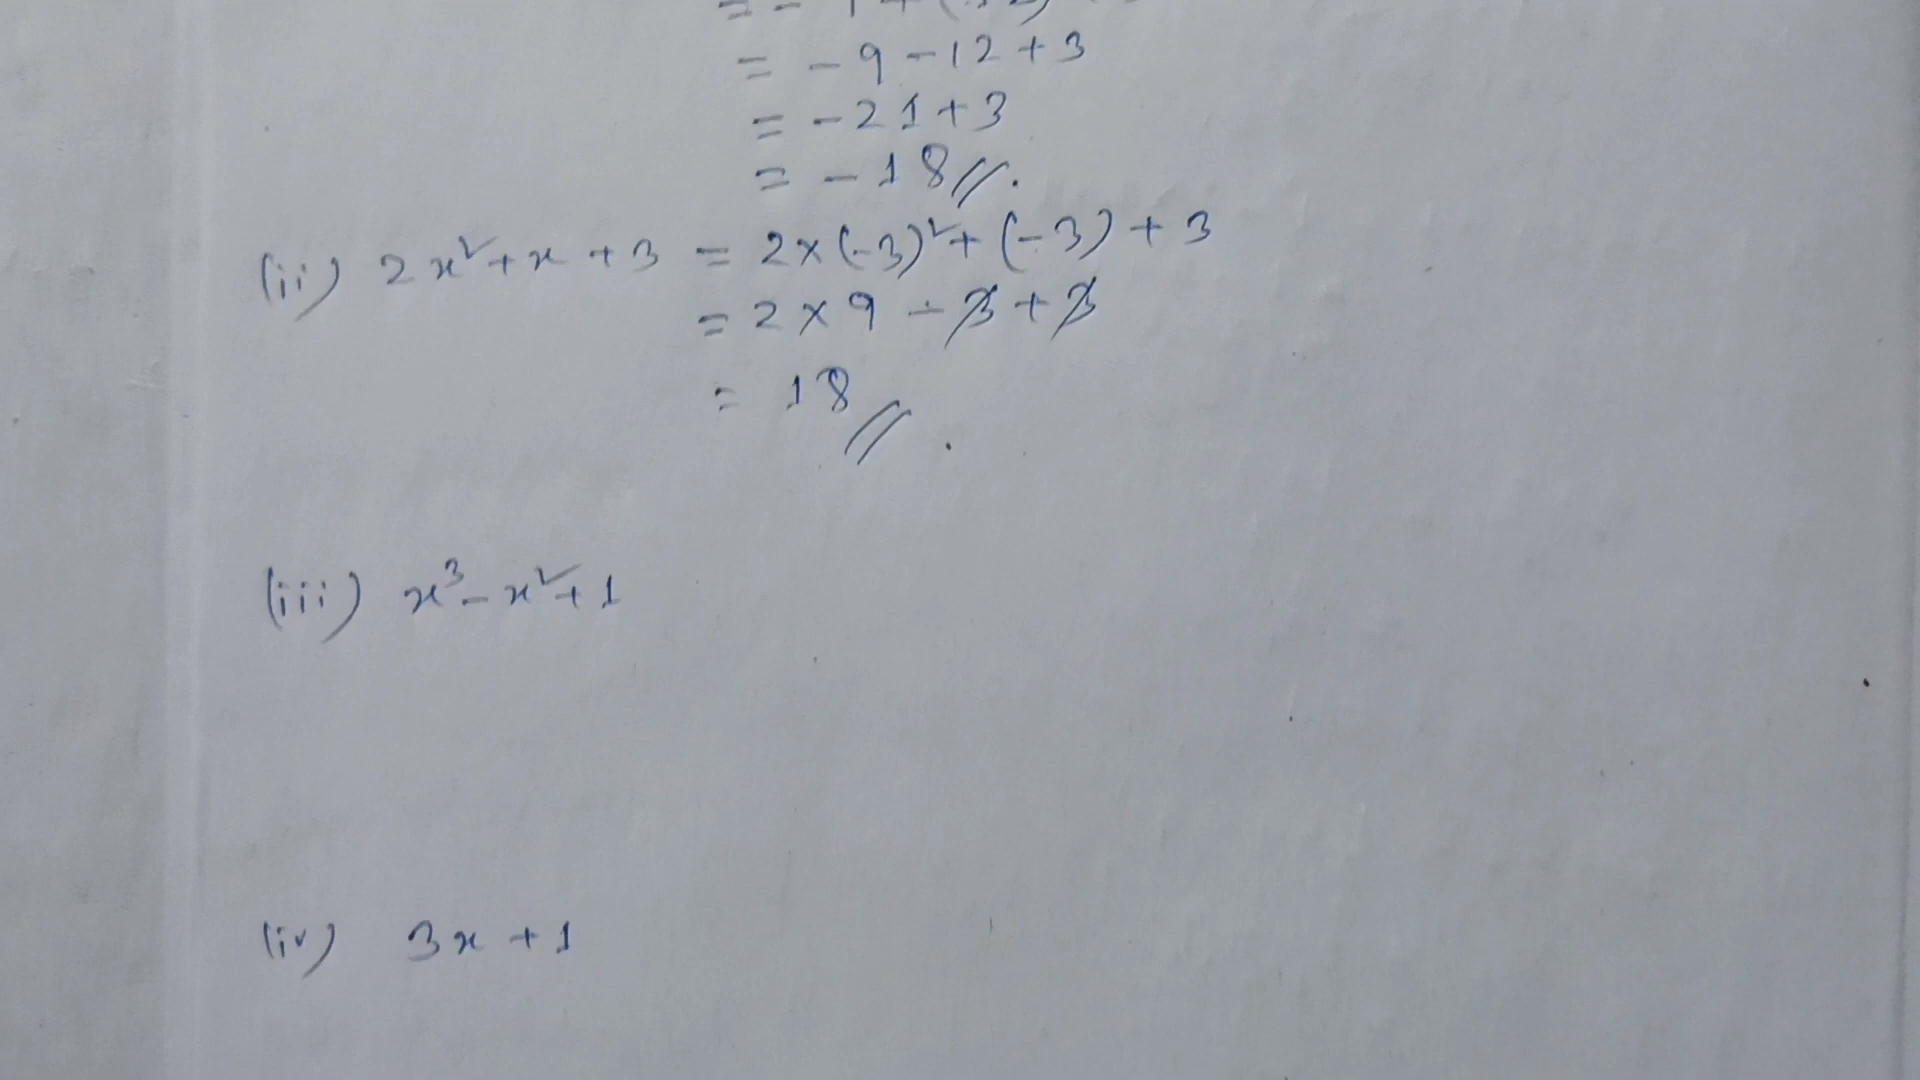 = - 9 - 12 + 3
= - 21 + 3
= - 18 //.
(ii) 2x² + x + 3 = 2 × (-3)² + (-3) + 3
= 2 × 9 - 3 + 3
= 18 //.
(iii) x³ - x² + 1
(iv) 3x + 1